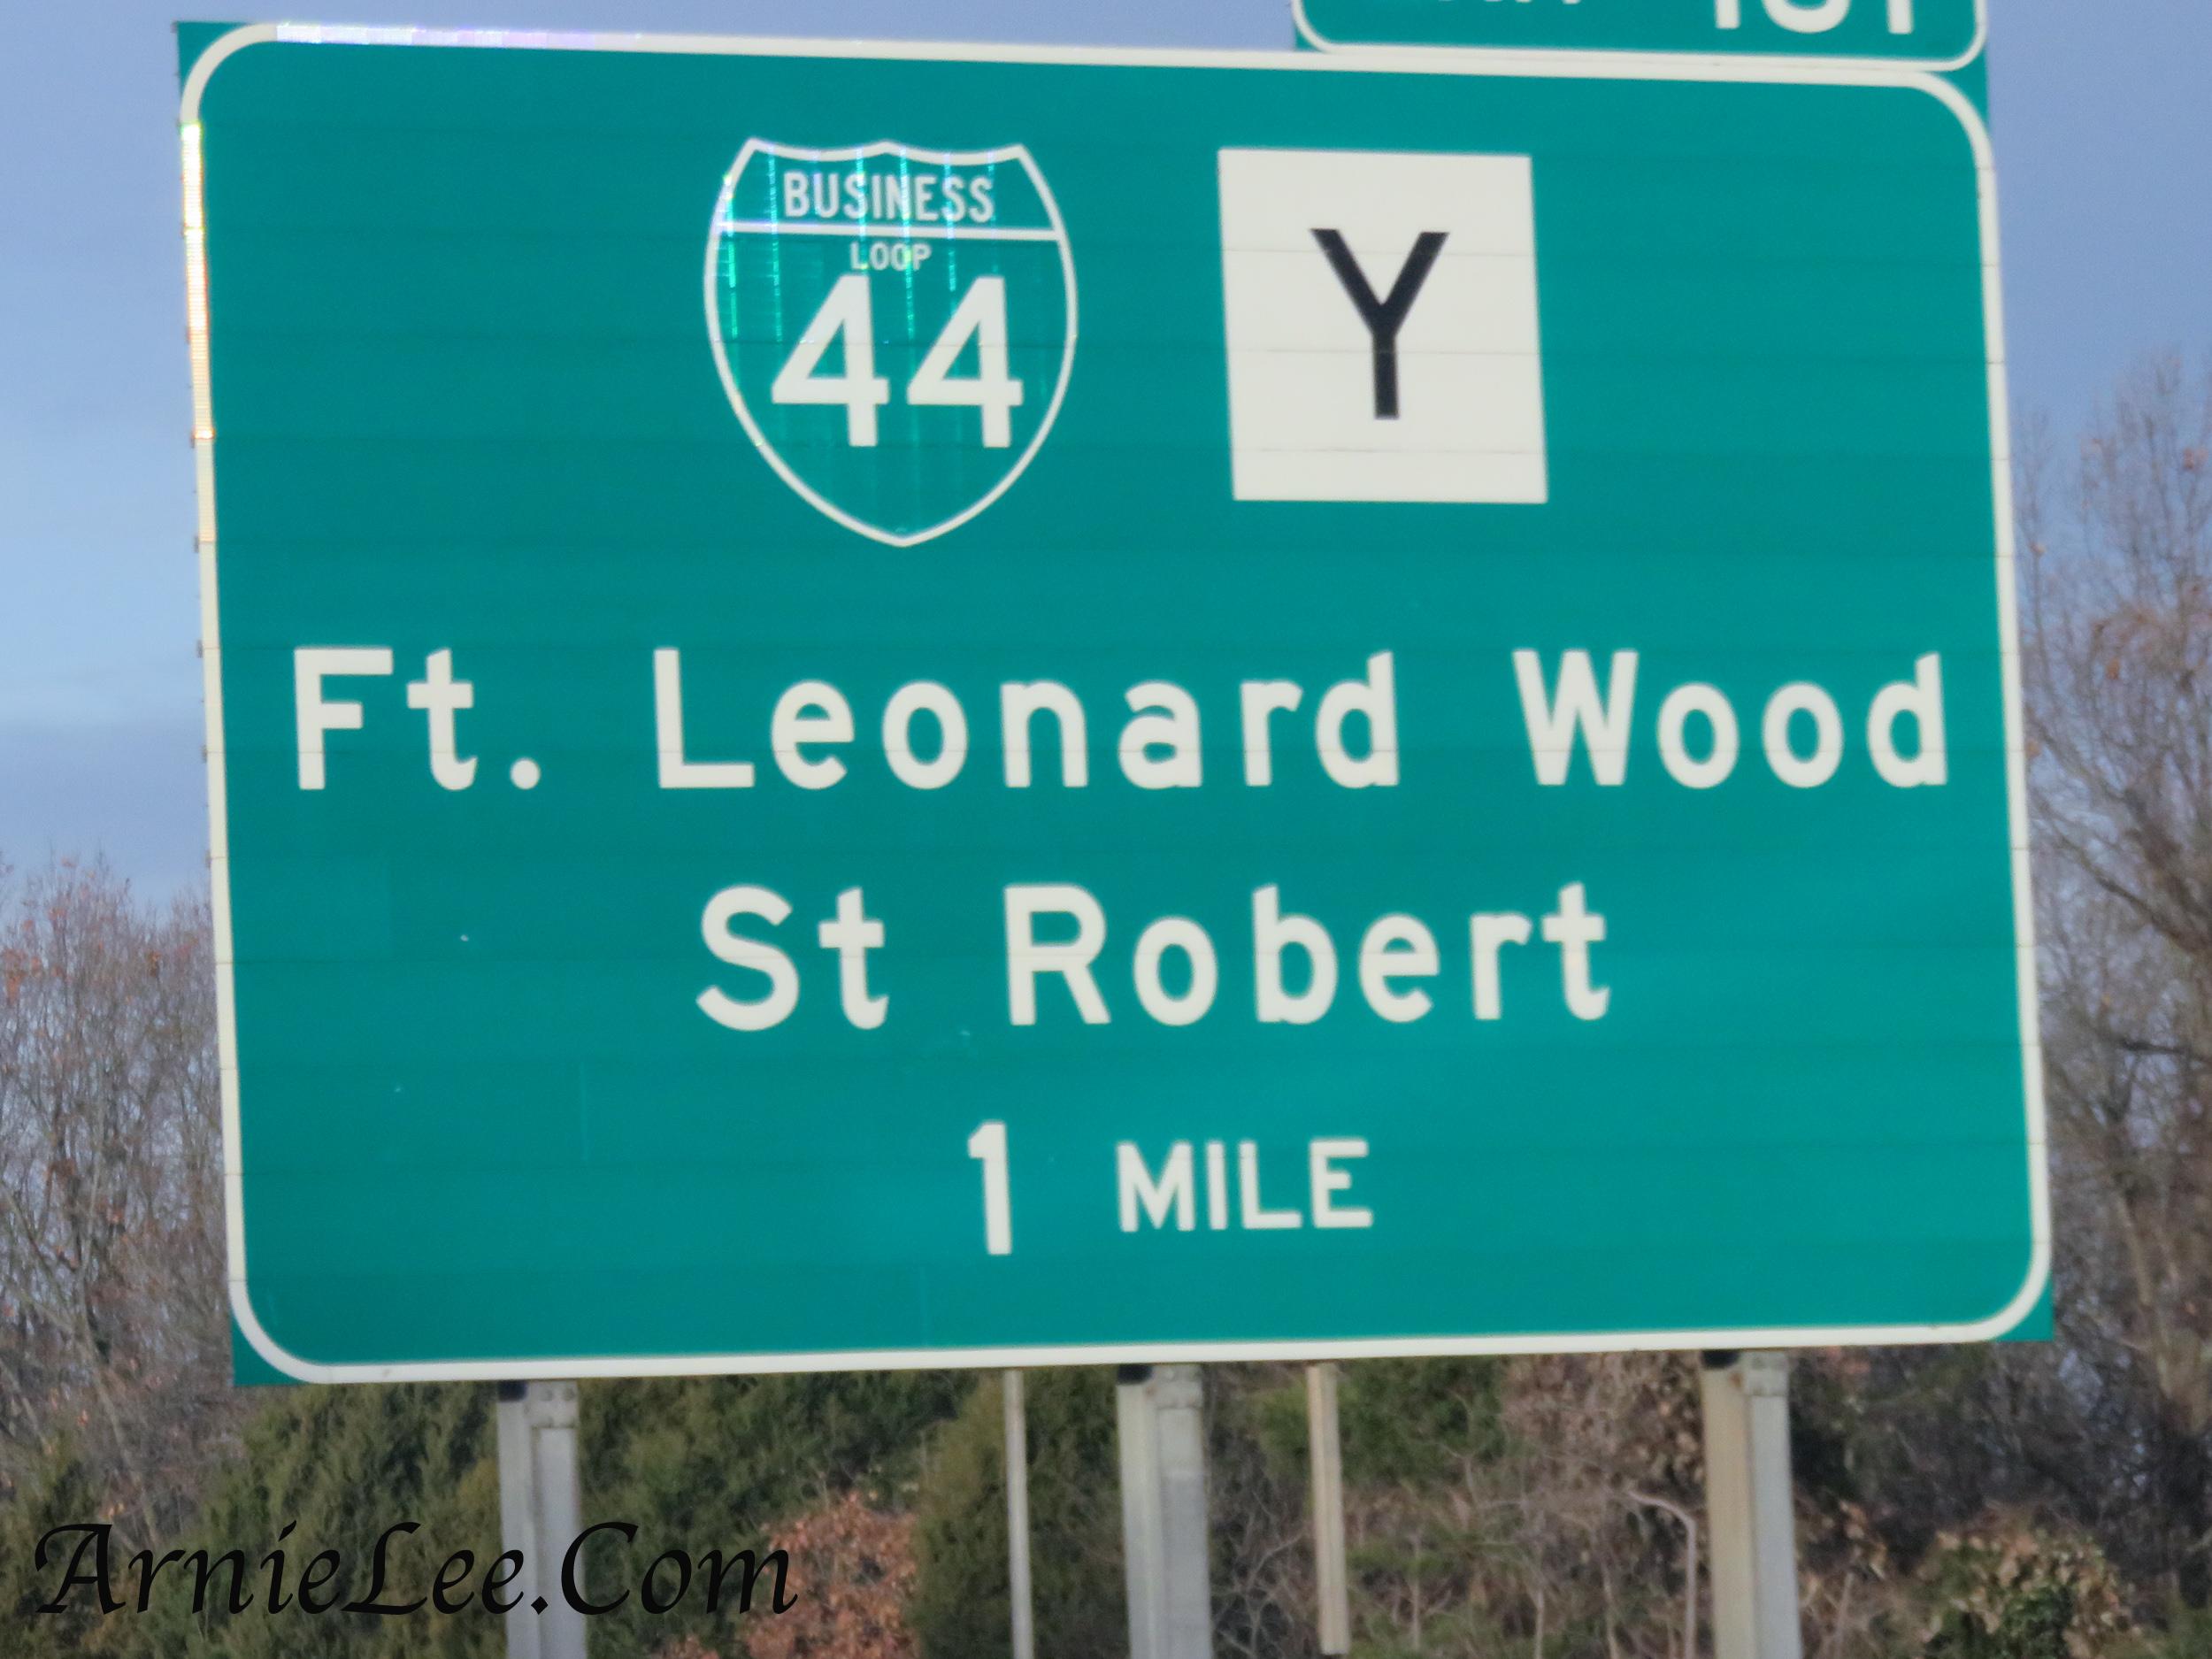 BUSINESS
LOOP
44
Y
Ft. Leonard Wood
St Robert
1 MILE
ArnieLee.Com